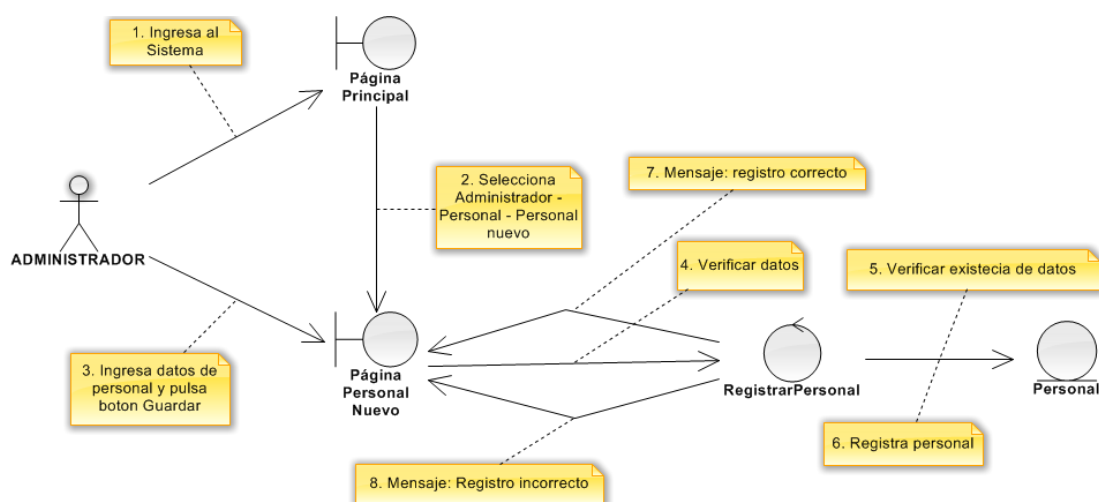 1. Ingresa al
Sistema
Página
Principal
2. Selecciona
Administrador -
Personal - Personal
nuevo
7. Mensaje: registro correcto
ADMINISTRADOR
4. Verificar datos
5. Verificar existecia de datos
3. Ingresa datos de
personal y pulsa
boton Guardar
Página
Personal
Nuevo
RegistrarPersonal
Personal
6. Registra personal
8. Mensaje: Registro incorrecto